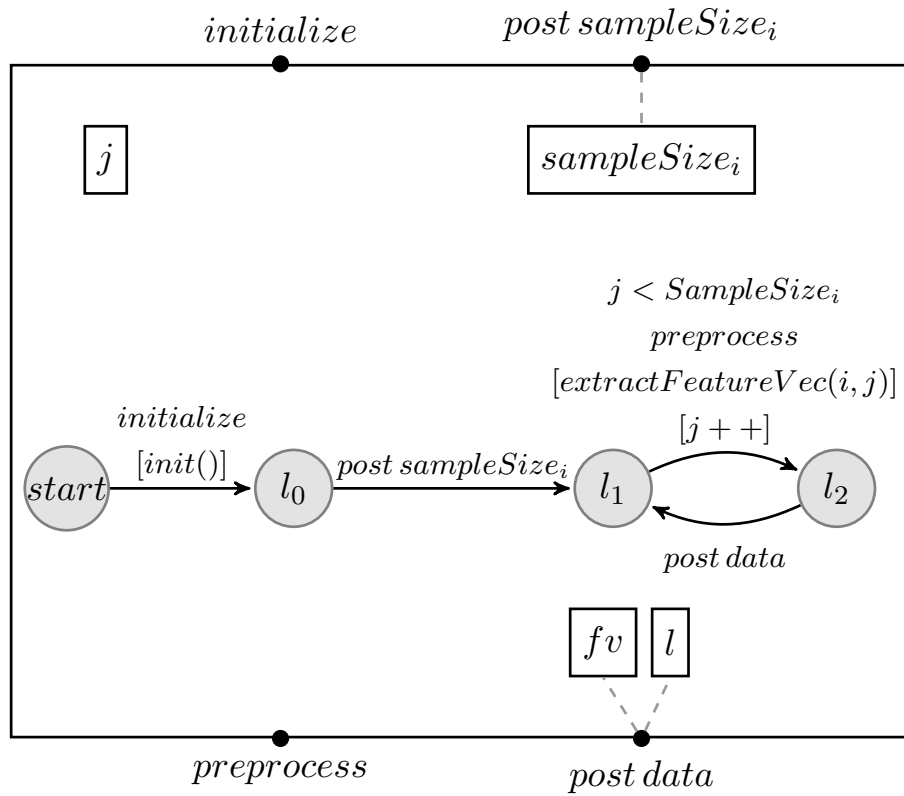 initialize
post sampleSize_i
j
sampleSize_i
j < SampleSize_i
preprocess
[extractFeatureVec(i, j)]
[j + +]
initialize
[init()]
start
l_0
post sampleSize_i
l_1
l_2
post data
fv
l
preprocess
post data